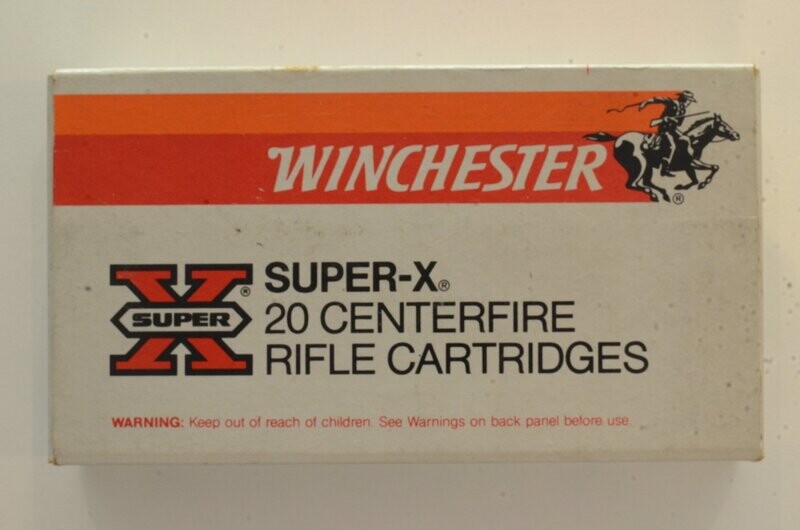 WINCHESTER
®
X ®
SUPER
SUPER-X®
20 CENTERFIRE
RIFLE CARTRIDGES
WARNING: Keep out of reach of children. See Warnings on back panel before use.